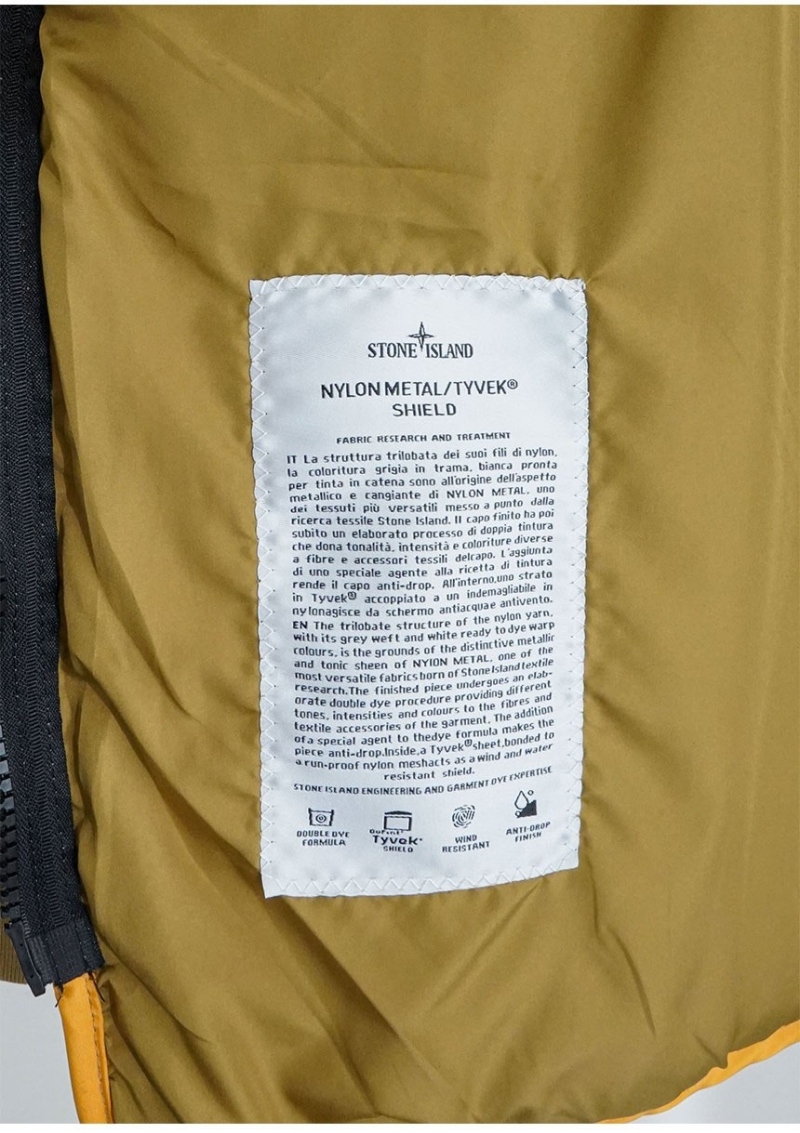 STONE ISLAND
NYLON METAL/TYVEK®
SHIELD
FABRIC RESEARCH AND TREATMENT
IT La struttura trilobata dei suoi fili di nylon,
la coloritura grigia in trama, bianca pronta
per tinta in catena sono all'origine dell'aspetto
metallico e cangiante di NYLON METAL, uno
dei tessuti più versatili messo a punto dalla
ricerca tessile Stone Island. Il capo finito ha poi
subito un elaborato processo di doppia tintura
che dona tonalità, intensità e coloriture diverse
a fibre e accessori tessili delcapo. L'aggiunta
di uno speciale agente alla ricetta di tintura
rende il capo anti-drop. All'interno,uno strato
in Tyvek® accoppiato a un indemagliabile in
nylonagisce da schermo antiacquae antivento.
EN The trilobate structure of the nylon yarn,
with its grey weft and white ready to dye warp
colours, is the grounds of the distinctive metallic
and tonic sheen of NYLON METAL, one of the
most versatile fabrics born of Stone Island textile
research.The finished piece undergoes an elab-
orate double dye procedure providing different
tones, intensities and colours to the fibres and
textile accessories of the garment. The addition
of a special agent to thedye formula makes the
piece anti-drop.Inside,a Tyvek®sheet,bonded to
a run-proof nylon meshacts as a wind and water
resistant shield.
STONE ISLAND ENGINEERING AND GARMENT DYE EXPERTISE
DOUBLE DYE
FORMULA
DuPont™
Tyvek®
SHIELD
WIND
RESISTANT
ANTI-DROP
FINISH